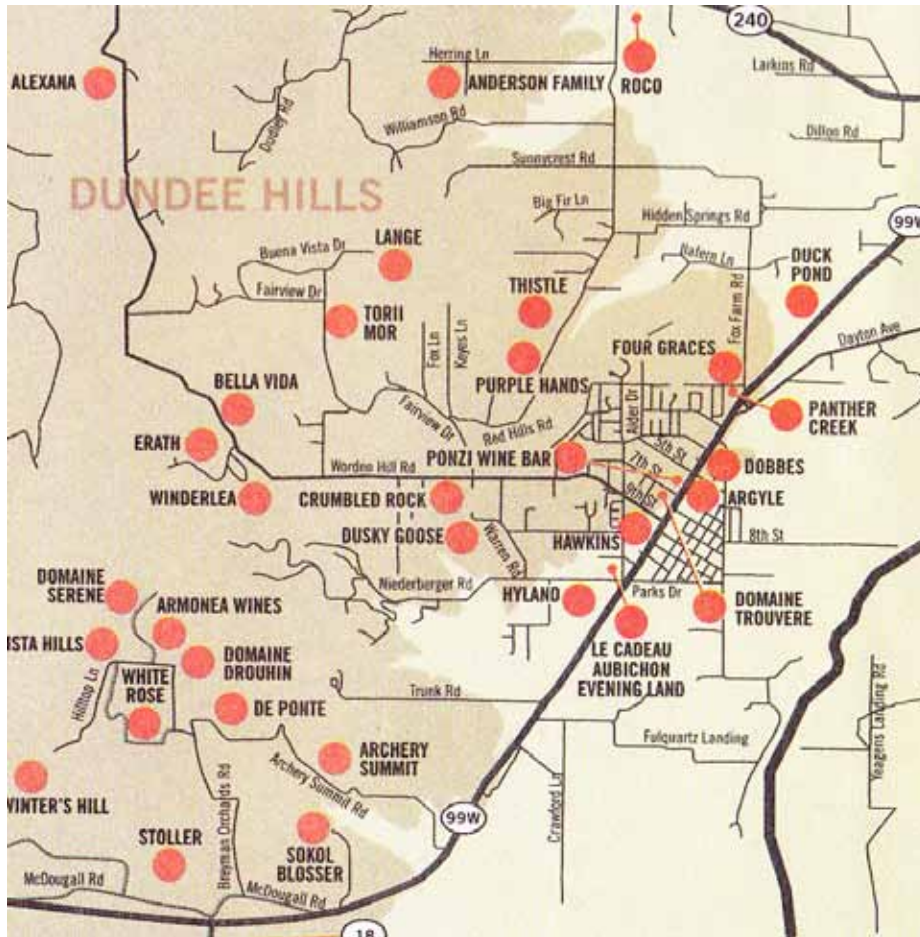 240
Herring Ln
Larkins Rd
ALEXANA
ANDERSON FAMILY
ROCO
Dudley Rd
Williamson Rd
Dillon Rd
Sunnycrest Rd
DUNDEE HILLS
Big Fir Ln
Hidden Springs Rd
99W
Buena Vista Dr
LANGE
Nafern Ln
DUCK
POND
Fairview Dr
THISTLE
TORII
MOR
Fox Ln
Keyes Ln
Fox Farm Rd
Dayton Ave
FOUR GRACES
BELLA VIDA
PURPLE HANDS
Fairview Dr
Alder Dr
PANTHER
CREEK
Red Hills Rd
ERATH
5th St
PONZI WINE BAR
7th St
DOBBES
Worden Hill Rd
WINDERLEA
CRUMBLED ROCK
9th St
ARGYLE
DUSKY GOOSE
Warren Rd
HAWKINS
8th St
DOMAINE
SERENE
Niederberger Rd
Parks Dr
ARMONEA WINES
HYLAND
DOMAINE
TROUVERE
ISTA HILLS
DOMAINE
DROUHIN
LE CADEAU
AUBICHON
EVENING LAND
WHITE
ROSE
Hilltop Ln
Trunk Rd
DE PONTE
Fulquartz Landing
Yeagens Landing Rd
ARCHERY
SUMMIT
Archery Summit Rd
WINTER'S HILL
Breyman Orchards Rd
99W
Crawford Ln
STOLLER
SOKOL
BLOSSER
McDougall Rd
McDougall Rd
18